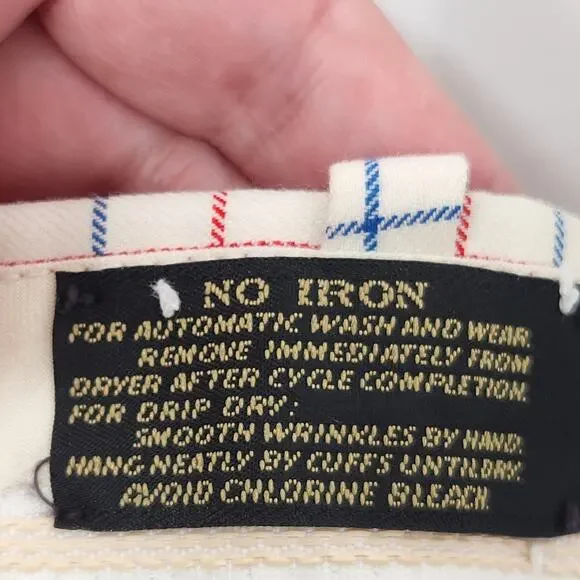 NO IRON
FOR AUTOMATIC WASH AND WEAR.
REMOVE IMMEDIATELY FROM
DRYER AFTER CYCLE COMPLETION.
FOR DRIP DRY:
SMOOTH WRINKLES BY HAND.
HANG NEATLY BY CUFFS UNTIL DRY.
AVOID CHLORINE BLEACH.